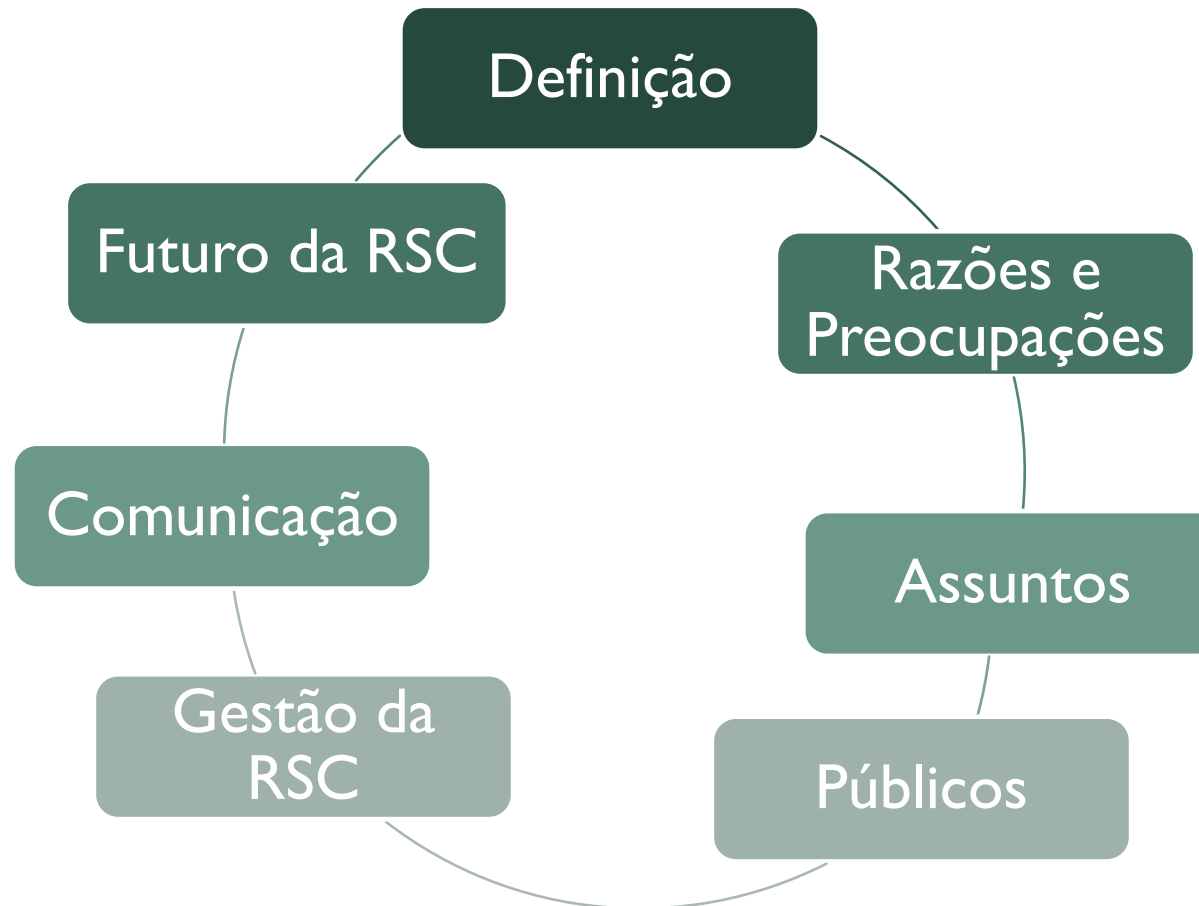 Definição
Futuro da RSC
Razões e
Preocupações
Comunicação
Assuntos
Gestão da
RSC
Públicos